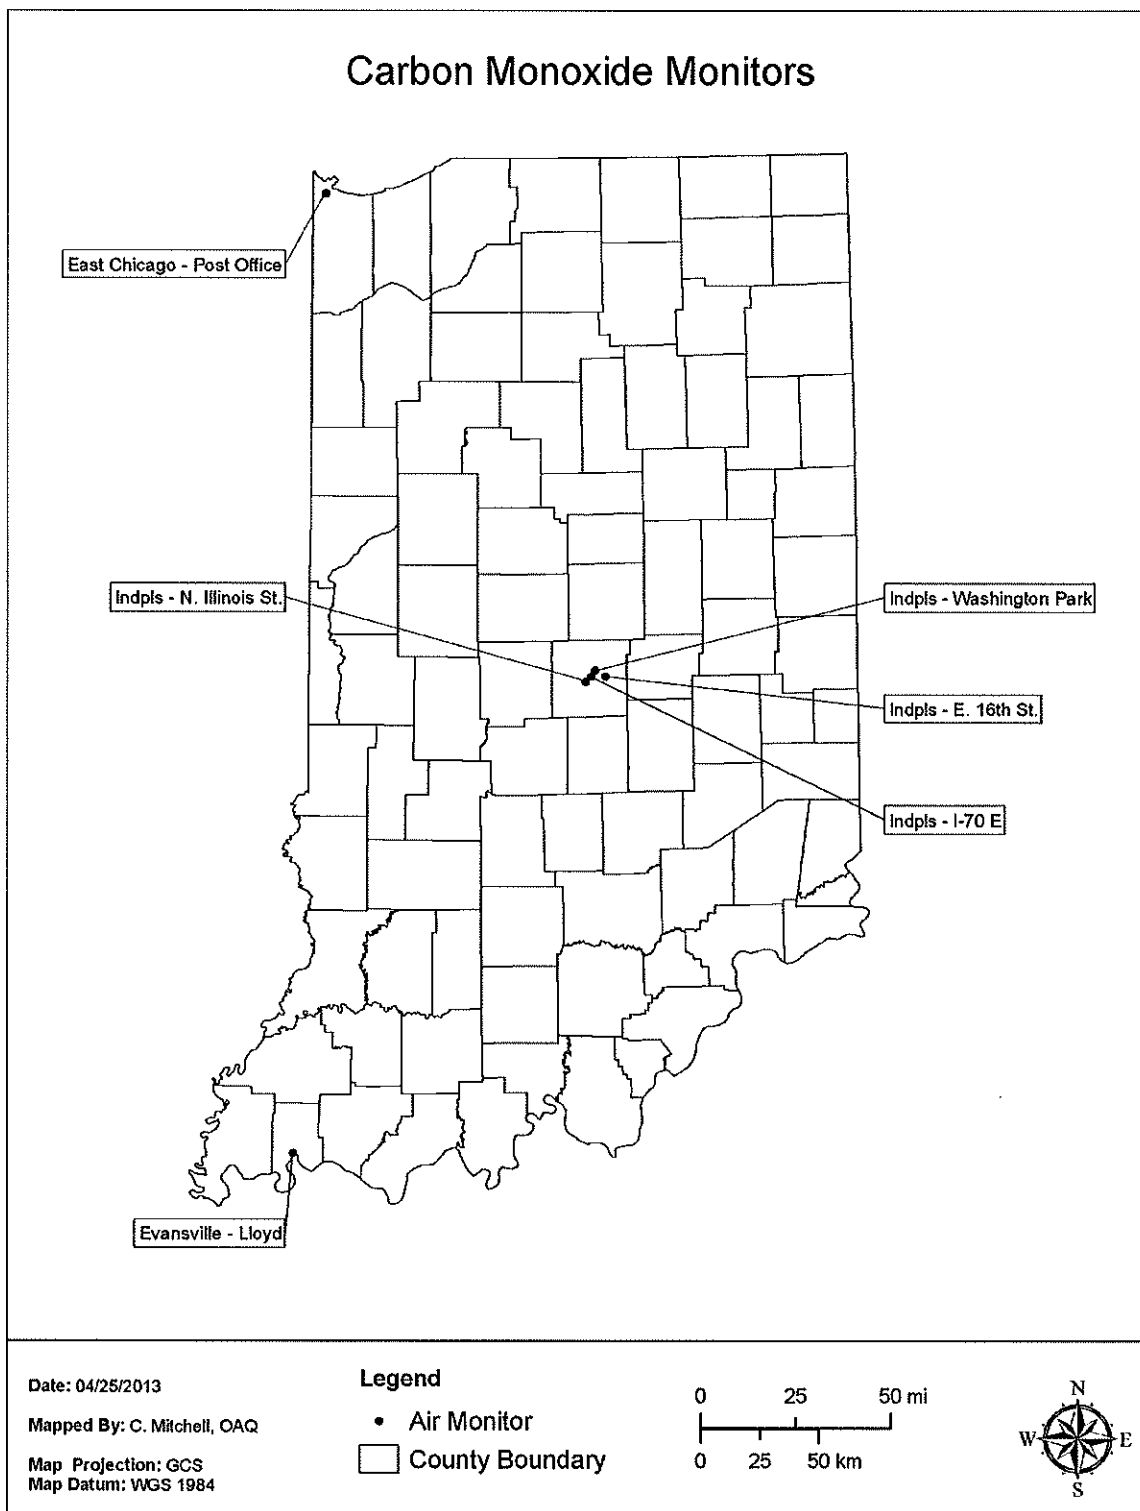 Carbon Monoxide Monitors
East Chicago - Post Office
Indpls - N. Illinois St.
Indpls - Washington Park
Indpls - E. 16th St.
Indpls - I-70 E
Evansville - Lloyd
Date: 04/25/2013
Mapped By: C. Mitchell, OAQ
Map Projection: GCS
Map Datum: WGS 1984
Legend
Air Monitor
County Boundary
0 25 50 mi
0 25 50 km
N
W E
S